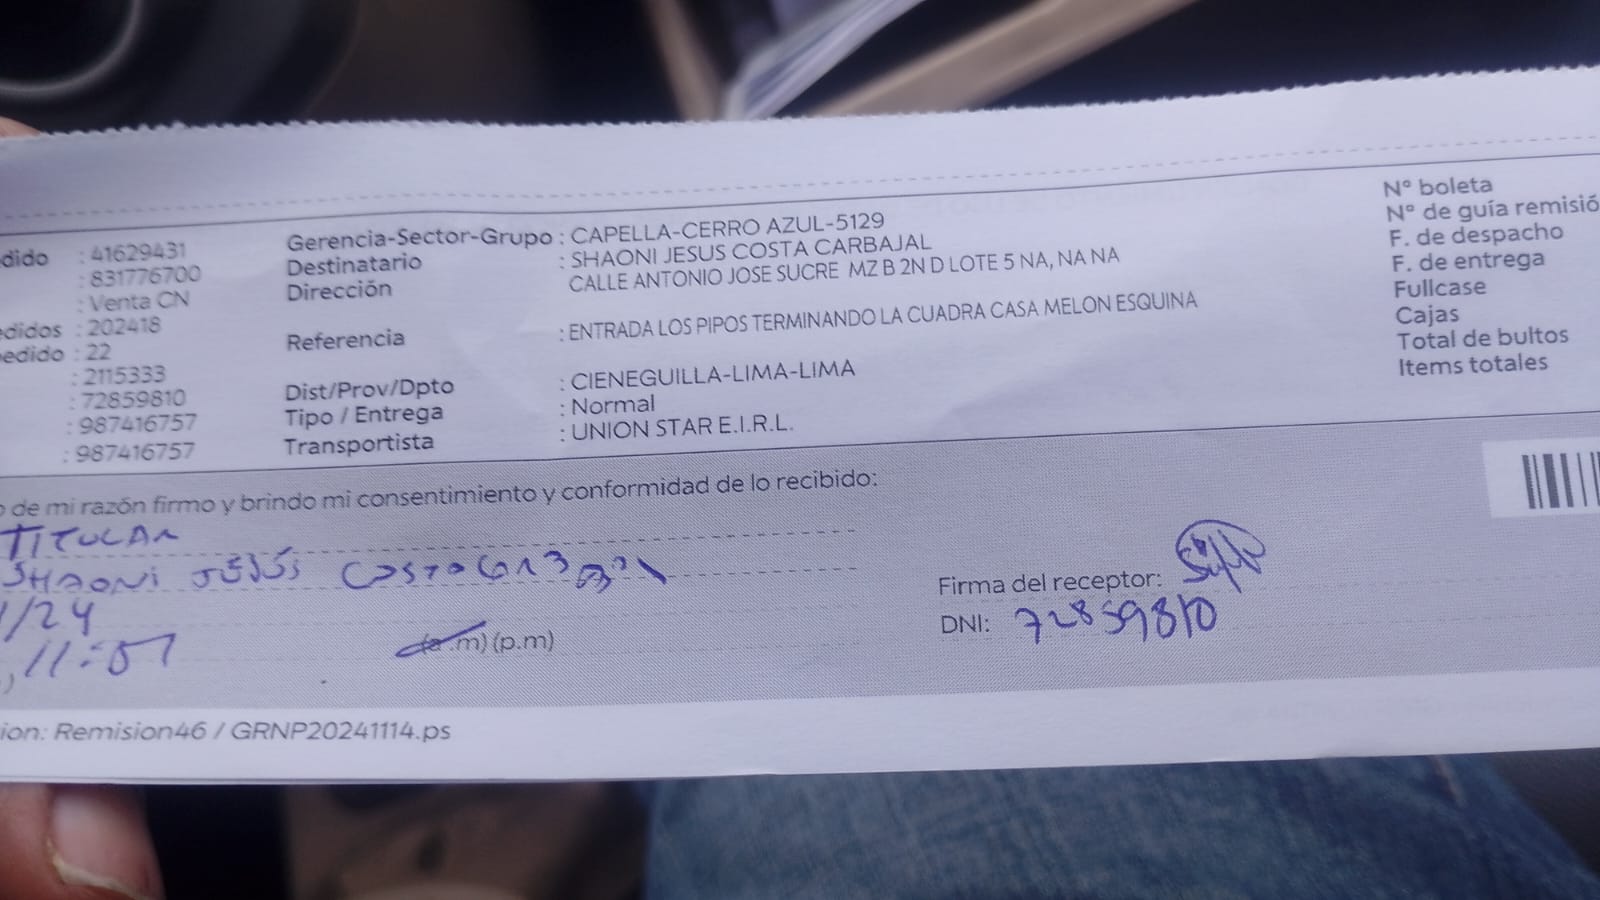 dido : 41629431
: 831776700
: Venta CN
edidos : 202418
edido : 22
: 2115333
: 72859810
: 987416757
: 987416757
Gerencia-Sector-Grupo : CAPELLA-CERRO AZUL-5129
Destinatario : SHAONI JESUS COSTA CARBAJAL
Dirección CALLE ANTONIO JOSE SUCRE MZ B 2N D LOTE 5 NA, NA NA
Referencia : ENTRADA LOS PIPOS TERMINANDO LA CUADRA CASA MELON ESQUINA
Dist/Prov/Dpto : CIENEGUILLA-LIMA-LIMA
Tipo / Entrega : Normal
Transportista : UNION STAR E.I.R.L.
N° boleta
N° de guía remisió
F. de despacho
F. de entrega
Fullcase
Cajas
Total de bultos
Items totales
o de mi razón firmo y brindo mi consentimiento y conformidad de lo recibido:
TITULAR
SHAONI JESÚS COSTA
/24
11:07 (a.m) (p.m)
Firma del receptor:
DNI: 72859810
ion: Remision46 / GRNP20241114.ps